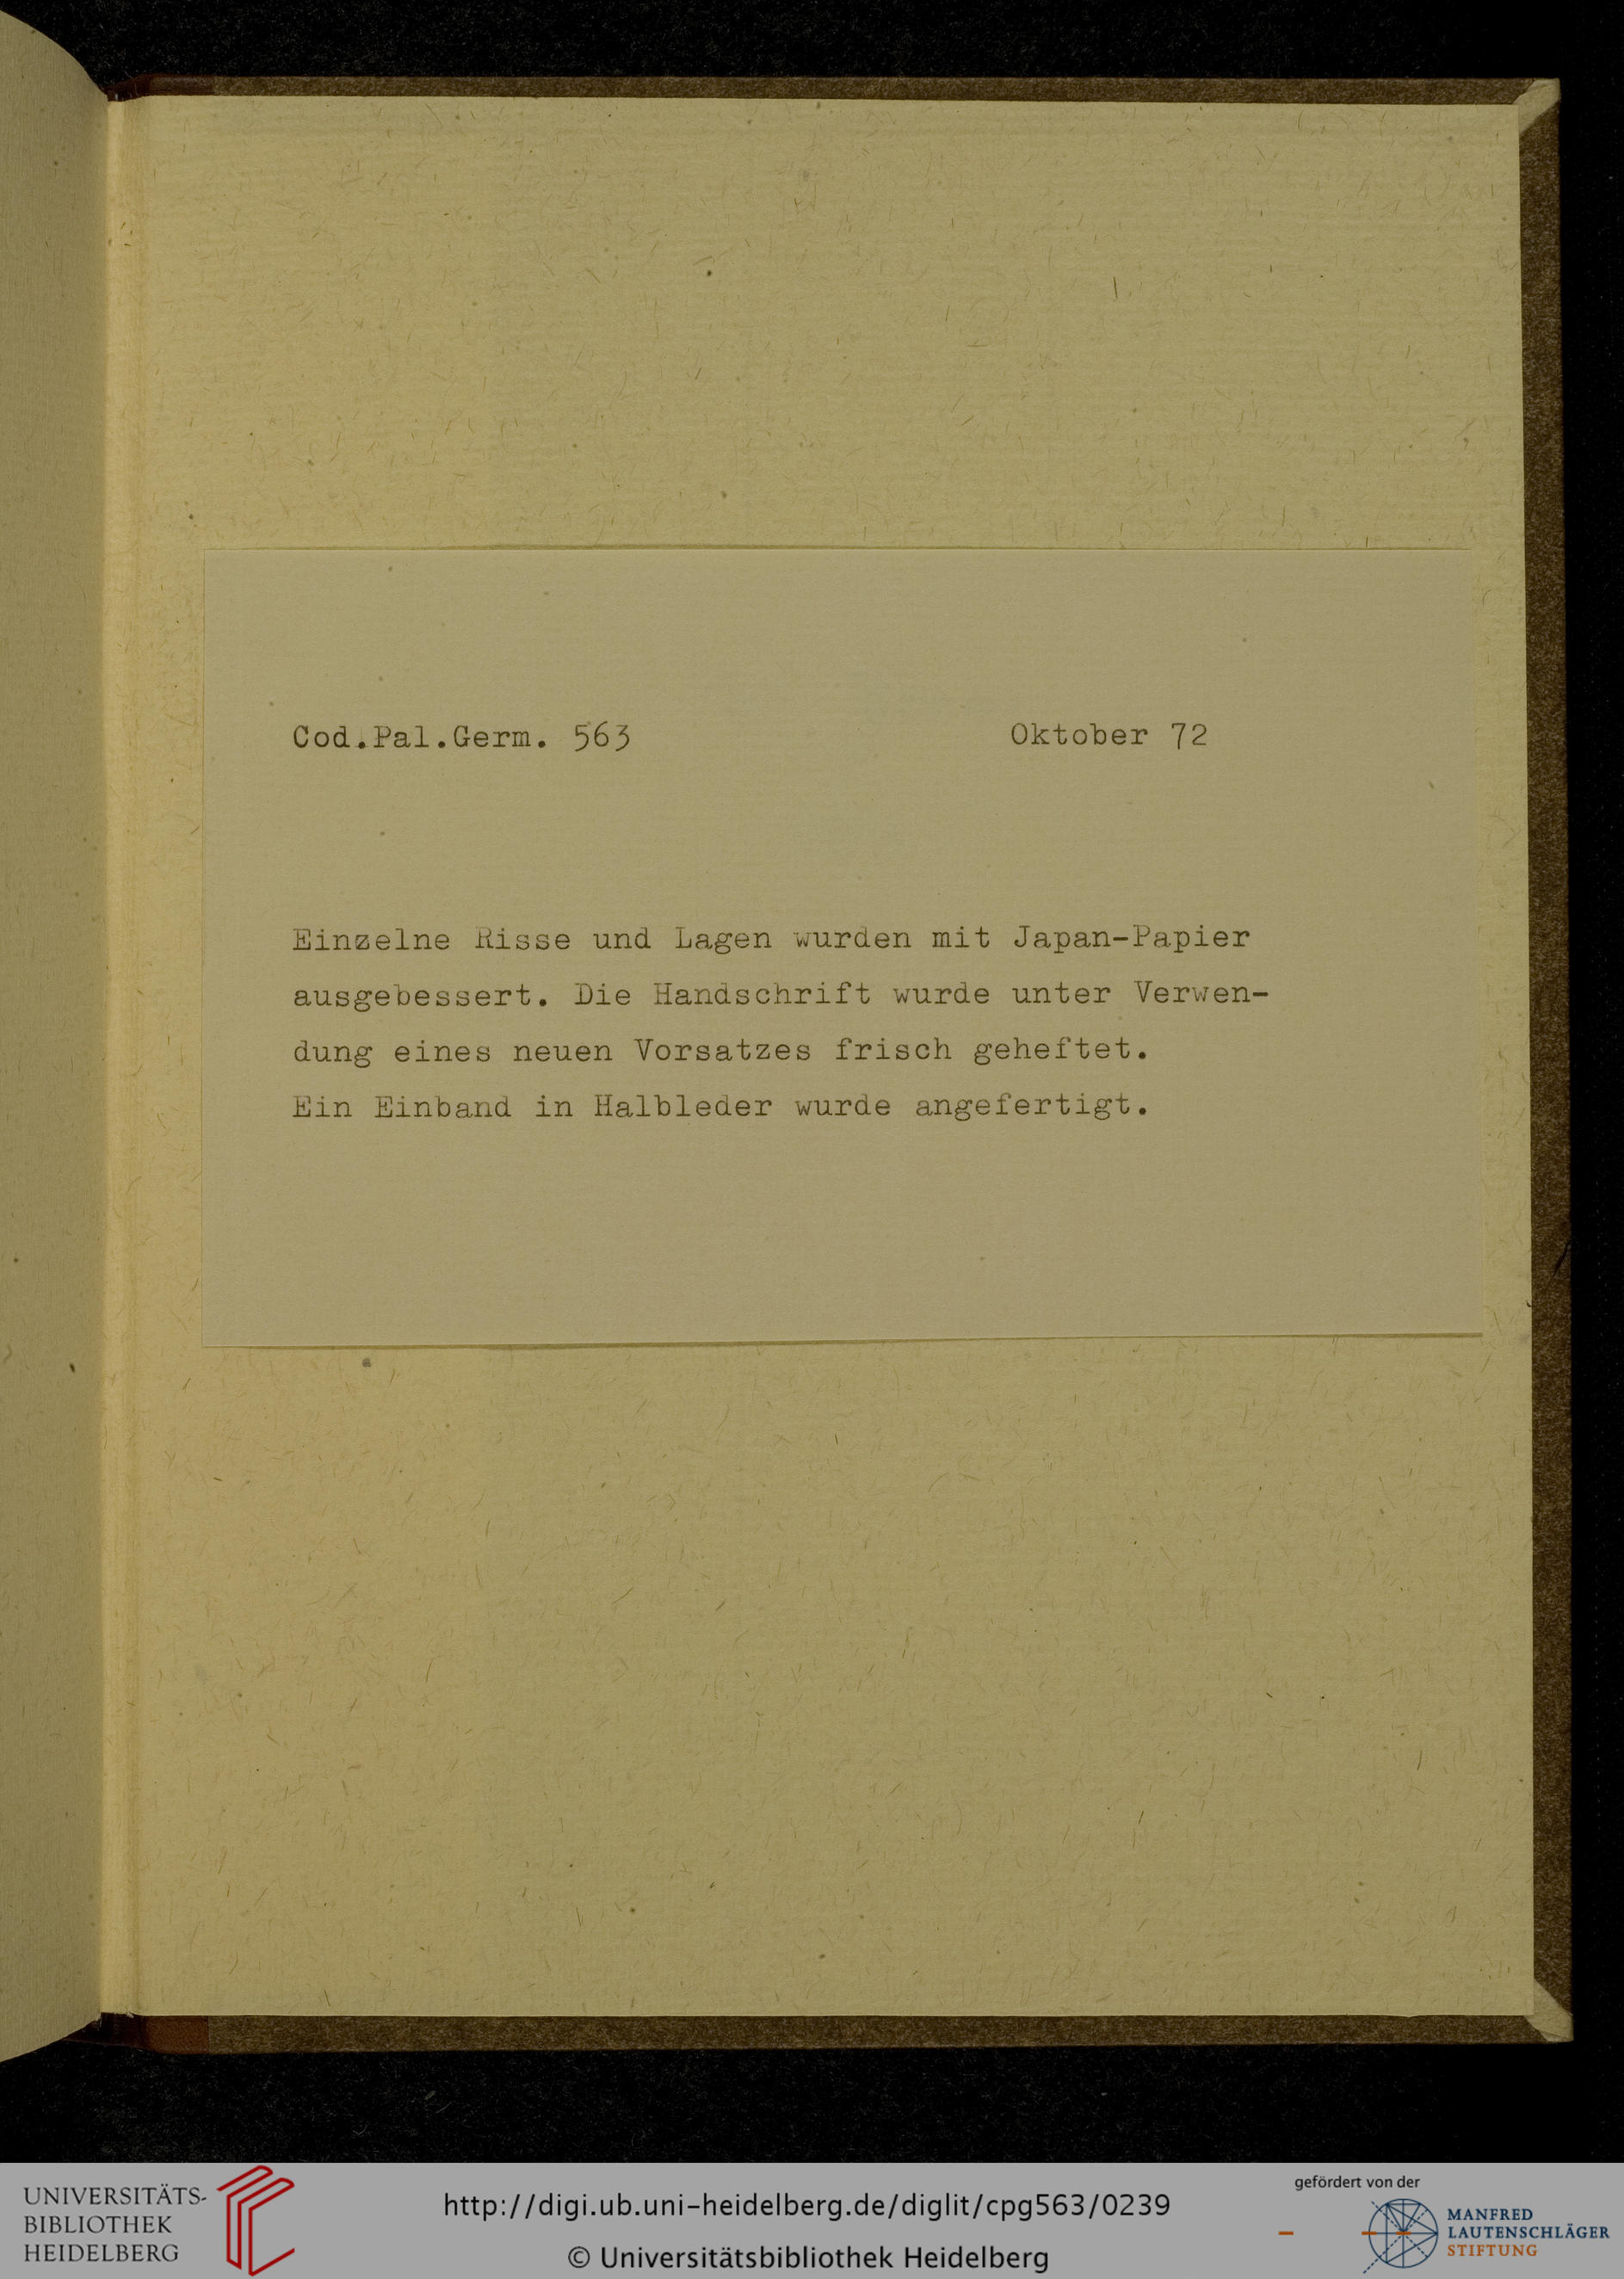 Cod.Pal.Germ. 563 Oktober 72
Einzelne Risse und Lagen wurden mit Japan-Papier
ausgebessert. Die Handschrift wurde unter Verwen-
dung eines neuen Vorsatzes frisch geheftet.
Ein Einband in Halbleder wurde angefertigt.
UNIVERSITÄTS-
BIBLIOTHEK
HEIDELBERG
http://digi.ub.uni-heidelberg.de/diglit/cpg563/0239
© Universitätsbibliothek Heidelberg
gefördert von der
MANFRED
LAUTENSCHLÄGER
STIFTUNG